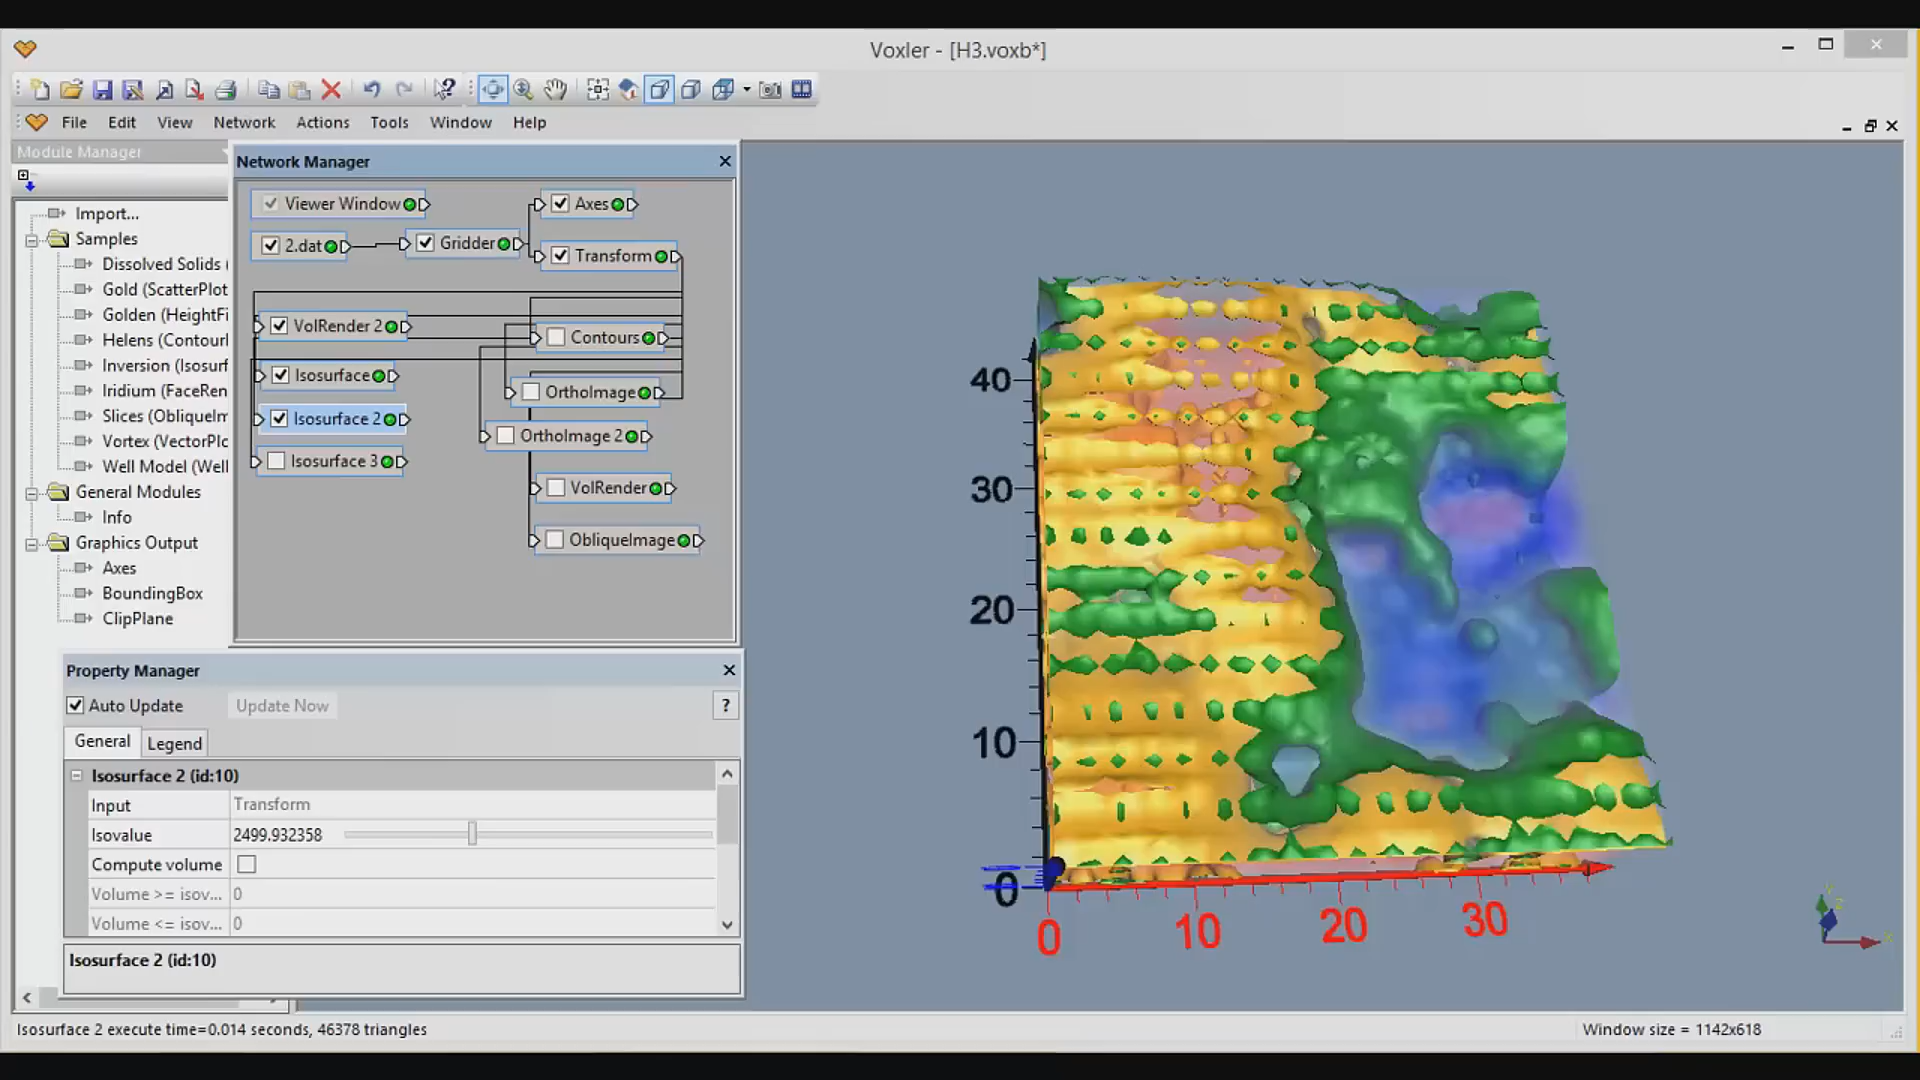 Voxler - [H3.voxb*]
File Edit View Network Actions Tools Window Help
Module Manager
Import...
Samples
Dissolved Solids (
Gold (ScatterPlot
Golden (HeightFi
Helens (Contourl
Inversion (Isosurf
Iridium (FaceRen
Slices (ObliqueIm
Vortex (VectorPlc
Well Model (Well
General Modules
Info
Graphics Output
Axes
BoundingBox
ClipPlane
Network Manager
Viewer Window
Axes
2.dat
Gridder
Transform
VolRender 2
Contours
Isosurface
OrthoImage
Isosurface 2
OrthoImage 2
Isosurface 3
VolRender
ObliqueImage
Property Manager
Auto Update Update Now ?
General Legend
Isosurface 2 (id:10)
Input Transform
Isovalue 2499.932358
Compute volume
Volume >= isov... 0
Volume <= isov... 0
Isosurface 2 (id:10)
40
30
20
10
0
0 10 20 30
Isosurface 2 execute time=0.014 seconds, 46378 triangles
Window size = 1142x618